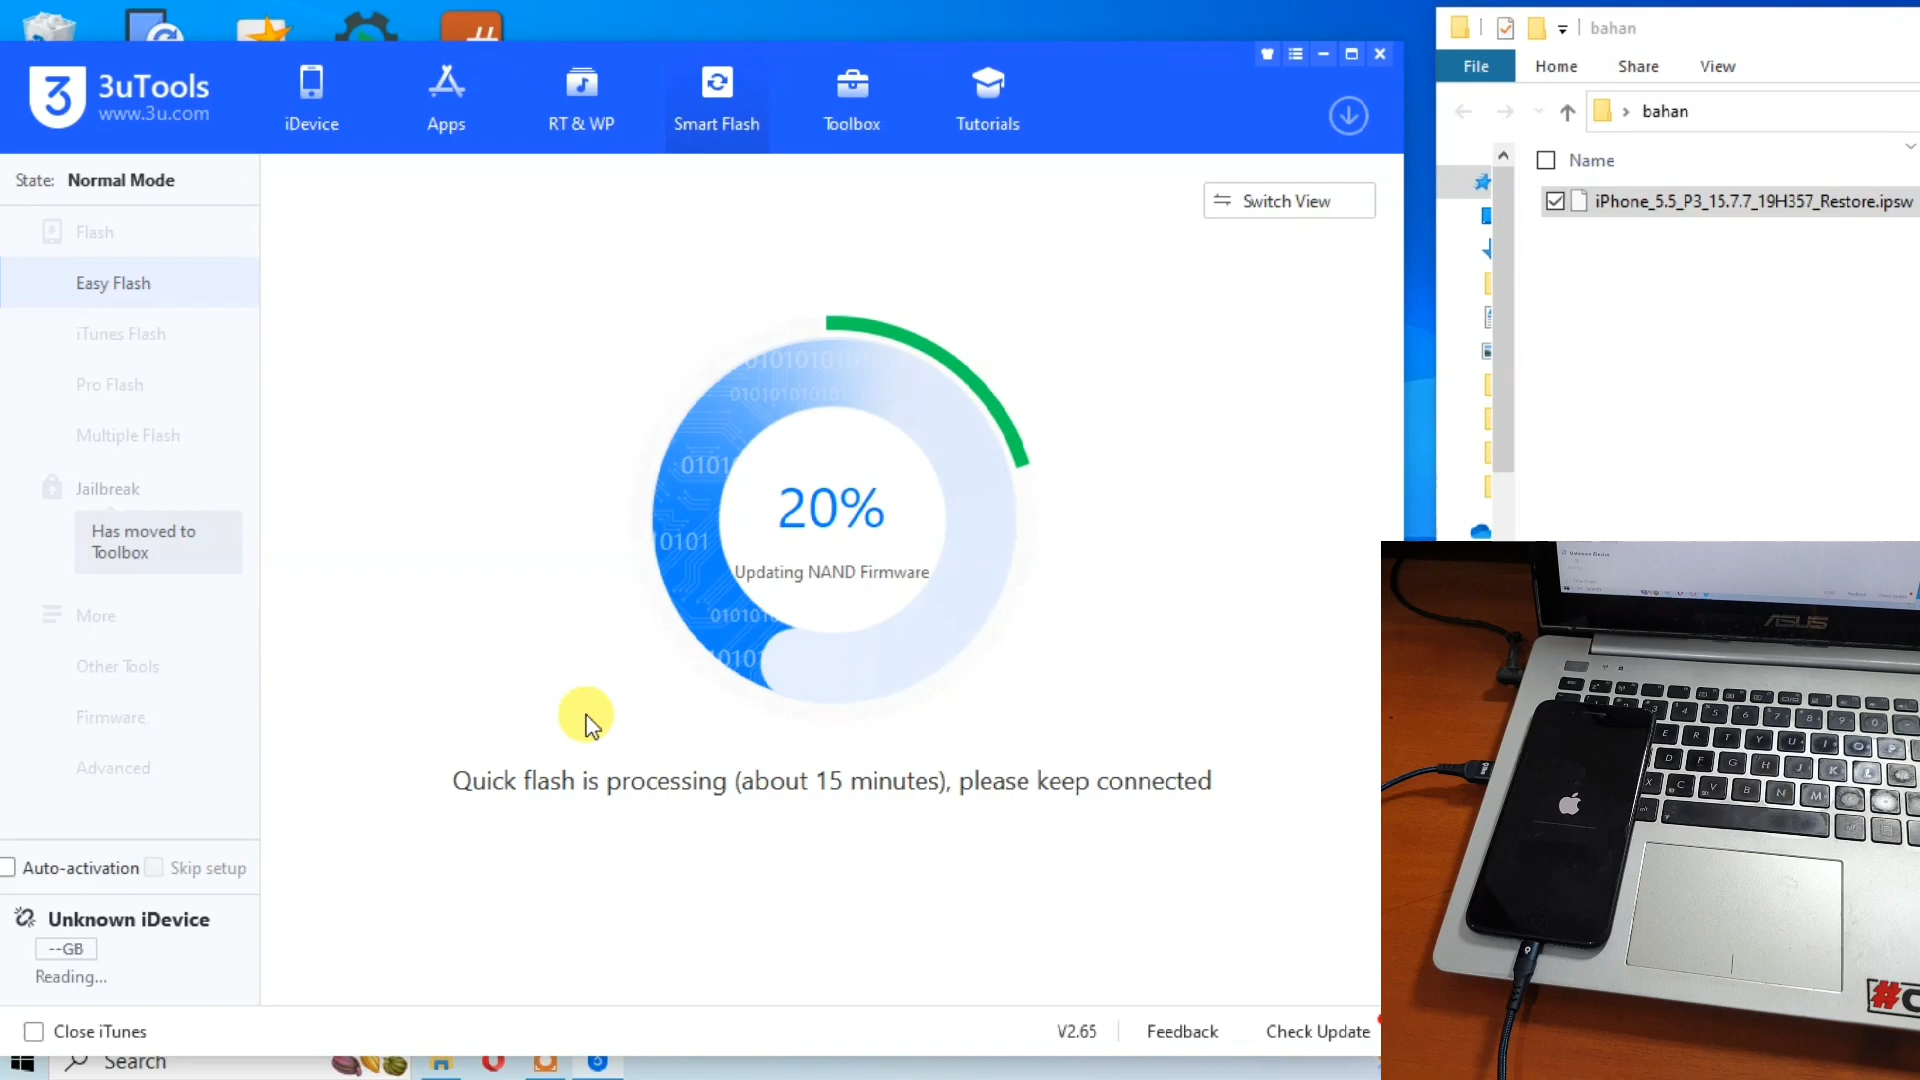 bahan
3uTools
www.3u.com
iDevice
Apps
RT & WP
Smart Flash
Toolbox
Tutorials
File
Home
Share
View
bahan
Name
iPhone_5.5_P3_15.7.7_19H357_Restore.ipsw
State: Normal Mode
Switch View
Flash
Easy Flash
iTunes Flash
Pro Flash
Multiple Flash
Jailbreak
Has moved to
Toolbox
More
Other Tools
Firmware
Advanced
20%
Updating NAND Firmware
Quick flash is processing (about 15 minutes), please keep connected
Auto-activation
Skip setup
Unknown iDevice
--GB
Reading...
Close iTunes
V2.65
Feedback
Check Update
Search
ASUS